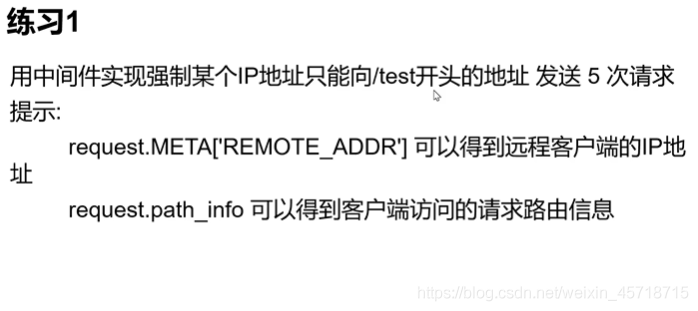 练习1
用中间件实现强制某个IP地址只能向/test开头的地址 发送 5 次请求
提示:
request.META['REMOTE_ADDR'] 可以得到远程客户端的IP地
址
request.path_info 可以得到客户端访问的请求路由信息
https://blog.csdn.net/weixin_45718715